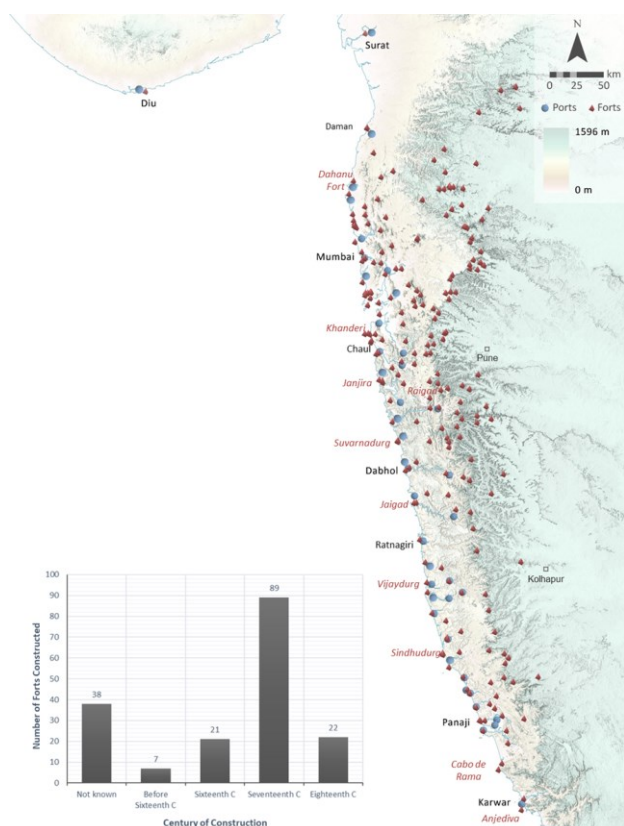 N
0 25 50
km
Ports Forts
1596 m
0 m
Surat
Diu
Daman
Dahanu
Fort
Mumbai
Khanderi
Chaul
Pune
Janjira
Raigad
Suvarnadurg
Dabhol
Jaigad
Ratnagiri
Vijaydurg
Kolhapur
Sindhudurg
Panaji
Cabo de
Rama
Karwar
Anjediva
Number of Forts Constructed
100
90
80
70
60
50
40
30
20
10
0
38
7
21
89
22
Not known
Before
Sixteenth C
Sixteenth C
Seventeenth C
Eighteenth C
Century of Construction